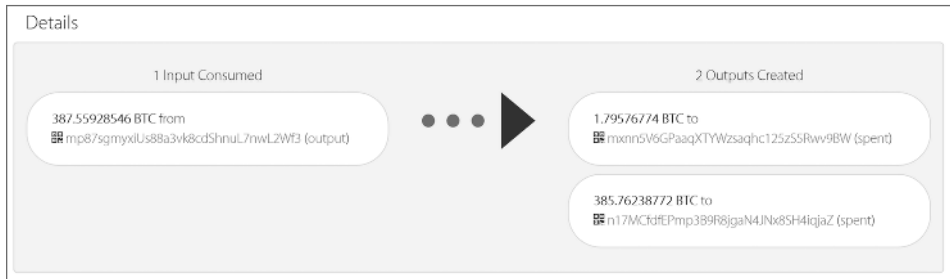 Details
1 Input Consumed
387.55928546 BTC from
mp87sgmyxiUs88a3vk8cdShnuL7nwL2Wf3 (output)
2 Outputs Created
1.79576774 BTC to
mxnnSV6GPaaqXTYWzsaqhc125zS5Rwv9BW (spent)
385.76238772 BTC to
n17MCfdfEPmp3B9R8jgaN4JNx8SH4iqjaZ (spent)